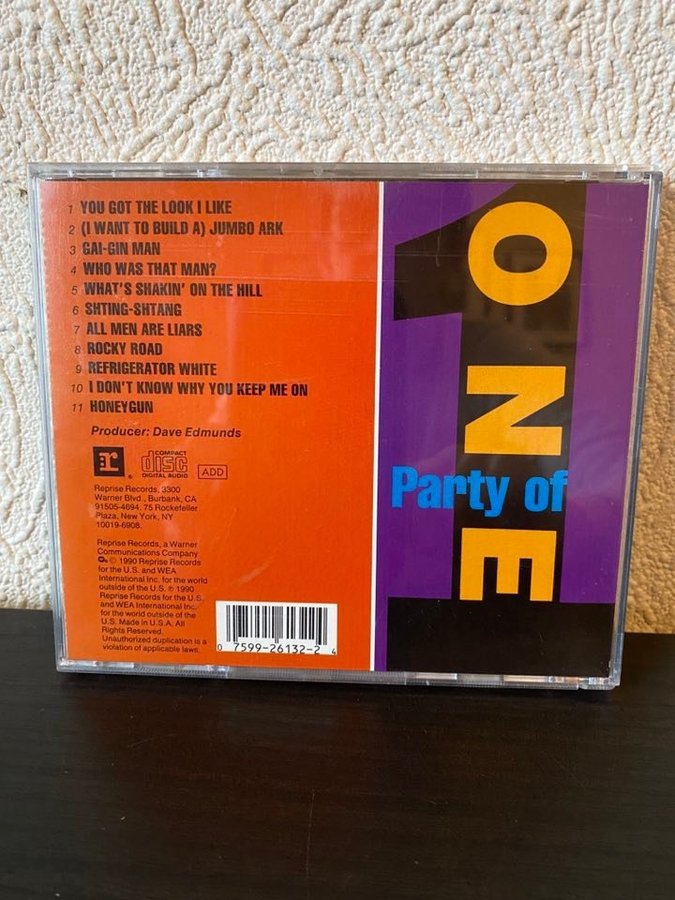 1 YOU GOT THE LOOK I LIKE
2 (I WANT TO BUILD A) JUMBO ARK
3 GAI-GIN MAN
4 WHO WAS THAT MAN?
5 WHAT'S SHAKIN' ON THE HILL
6 SHTING-SHTANG
7 ALL MEN ARE LIARS
8 ROCKY ROAD
9 REFRIGERATOR WHITE
10 I DON'T KNOW WHY YOU KEEP ME ON
11 HONEYGUN
Producer: Dave Edmunds
r ®
COMPACT
disc
DIGITAL AUDIO
ADD
Reprise Records, 3300
Warner Blvd., Burbank, CA
91505-4694. 75 Rockefeller
Plaza, New York, NY
10019-6908.
Reprise Records, a Warner
Communications Company
© 1990 Reprise Records
for the U.S. and WEA
International Inc. for the world
outside of the U.S. ℗ 1990
Reprise Records for the U.S.
and WEA International Inc.
for the world outside of the
U.S. Made in U.S.A. All
Rights Reserved.
Unauthorized duplication is a
violation of applicable laws.
0 7599-26132-2 4
1
ONE
Party of